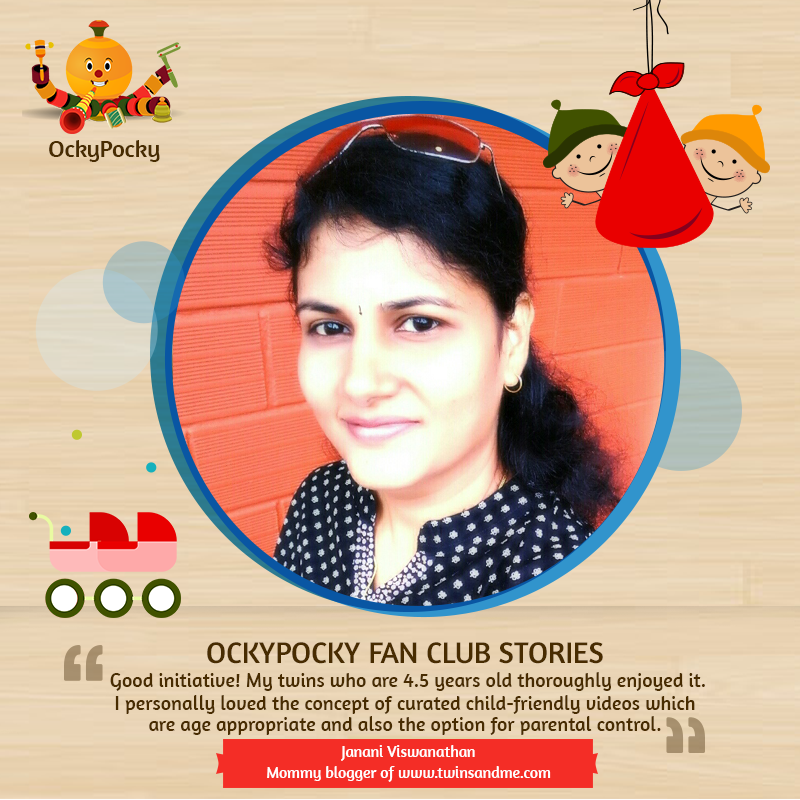 OckyPocky
OCKYPOCKY FAN CLUB STORIES
Good initiative! My twins who are 4.5 years old thoroughly enjoyed it.
I personally loved the concept of curated child-friendly videos which
are age appropriate and also the option for parental control.
Janani Viswanathan
Mommy blogger of www.twinsandme.com